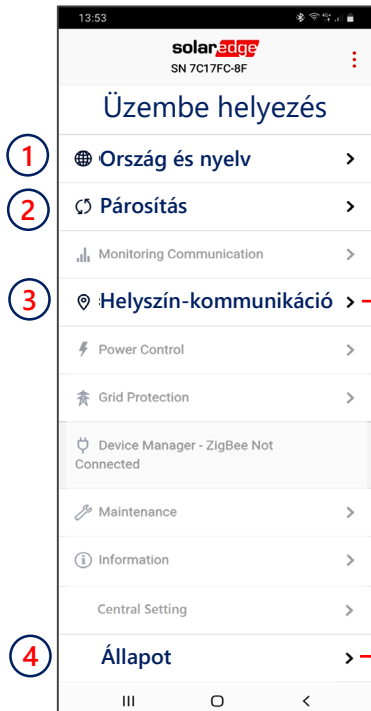 13:53
solaredge
SN 7C17FC-8F
Üzembe helyezés
1 Ország és nyelv
2 Párosítás
Monitoring Communication
3 Helyszín-kommunikáció
Power Control
Grid Protection
Device Manager - ZigBee Not
Connected
Maintenance
Information
Central Setting
4 Állapot